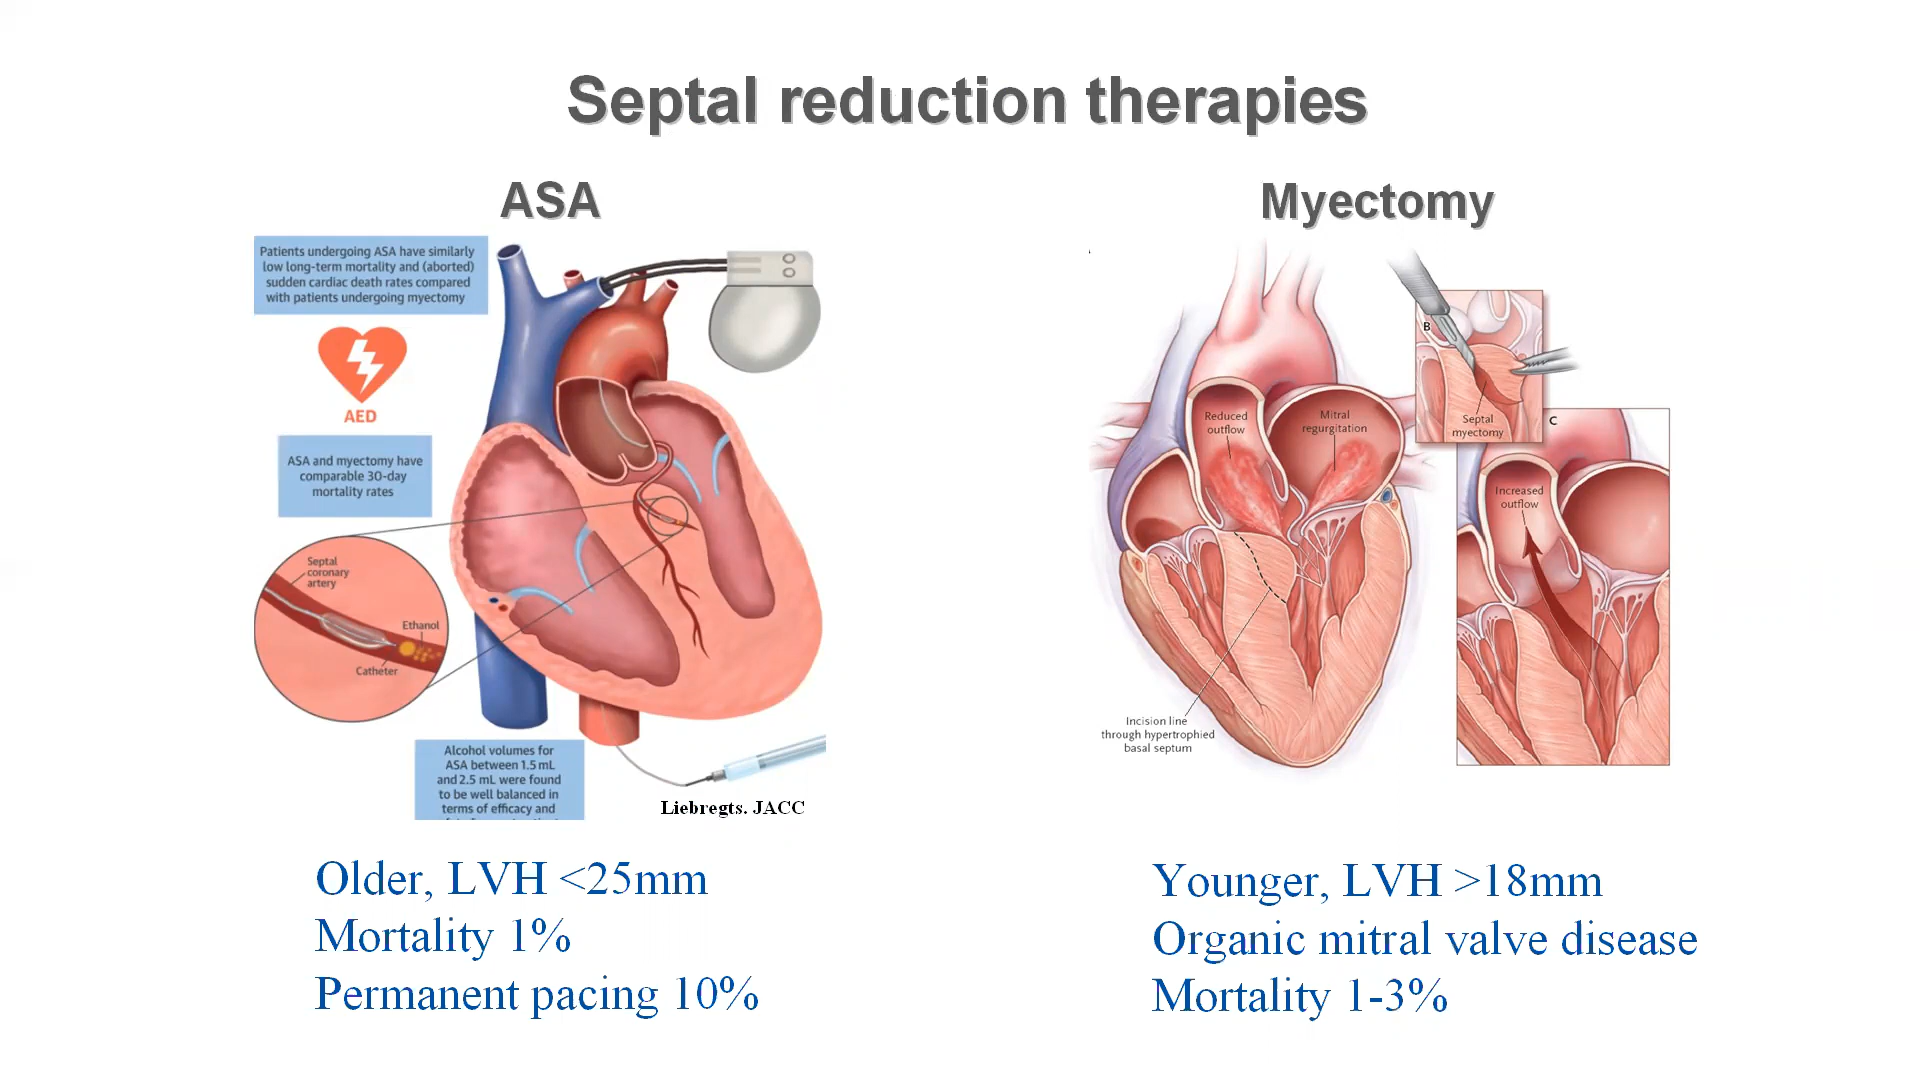 Septal reduction therapies
ASA
Patients undergoing ASA have similarly
low long-term mortality and (aborted)
sudden cardiac death rates compared
with patients undergoing myectomy
AED
ASA and myectomy have
comparable 30-day
mortality rates
Septal
coronary
artery
Ethanol
Catheter
Alcohol volumes for
ASA between 1.5 mL
and 2.5 mL were found
to be well balanced in
terms of efficacy and
Liebregts. JACC
Older, LVH <25mm
Mortality 1%
Permanent pacing 10%
Myectomy
B
Septal
myectomy
Reduced
outflow
Mitral
regurgitation
C
Increased
outflow
Incision line
through hypertrophied
basal septum
Younger, LVH >18mm
Organic mitral valve disease
Mortality 1-3%